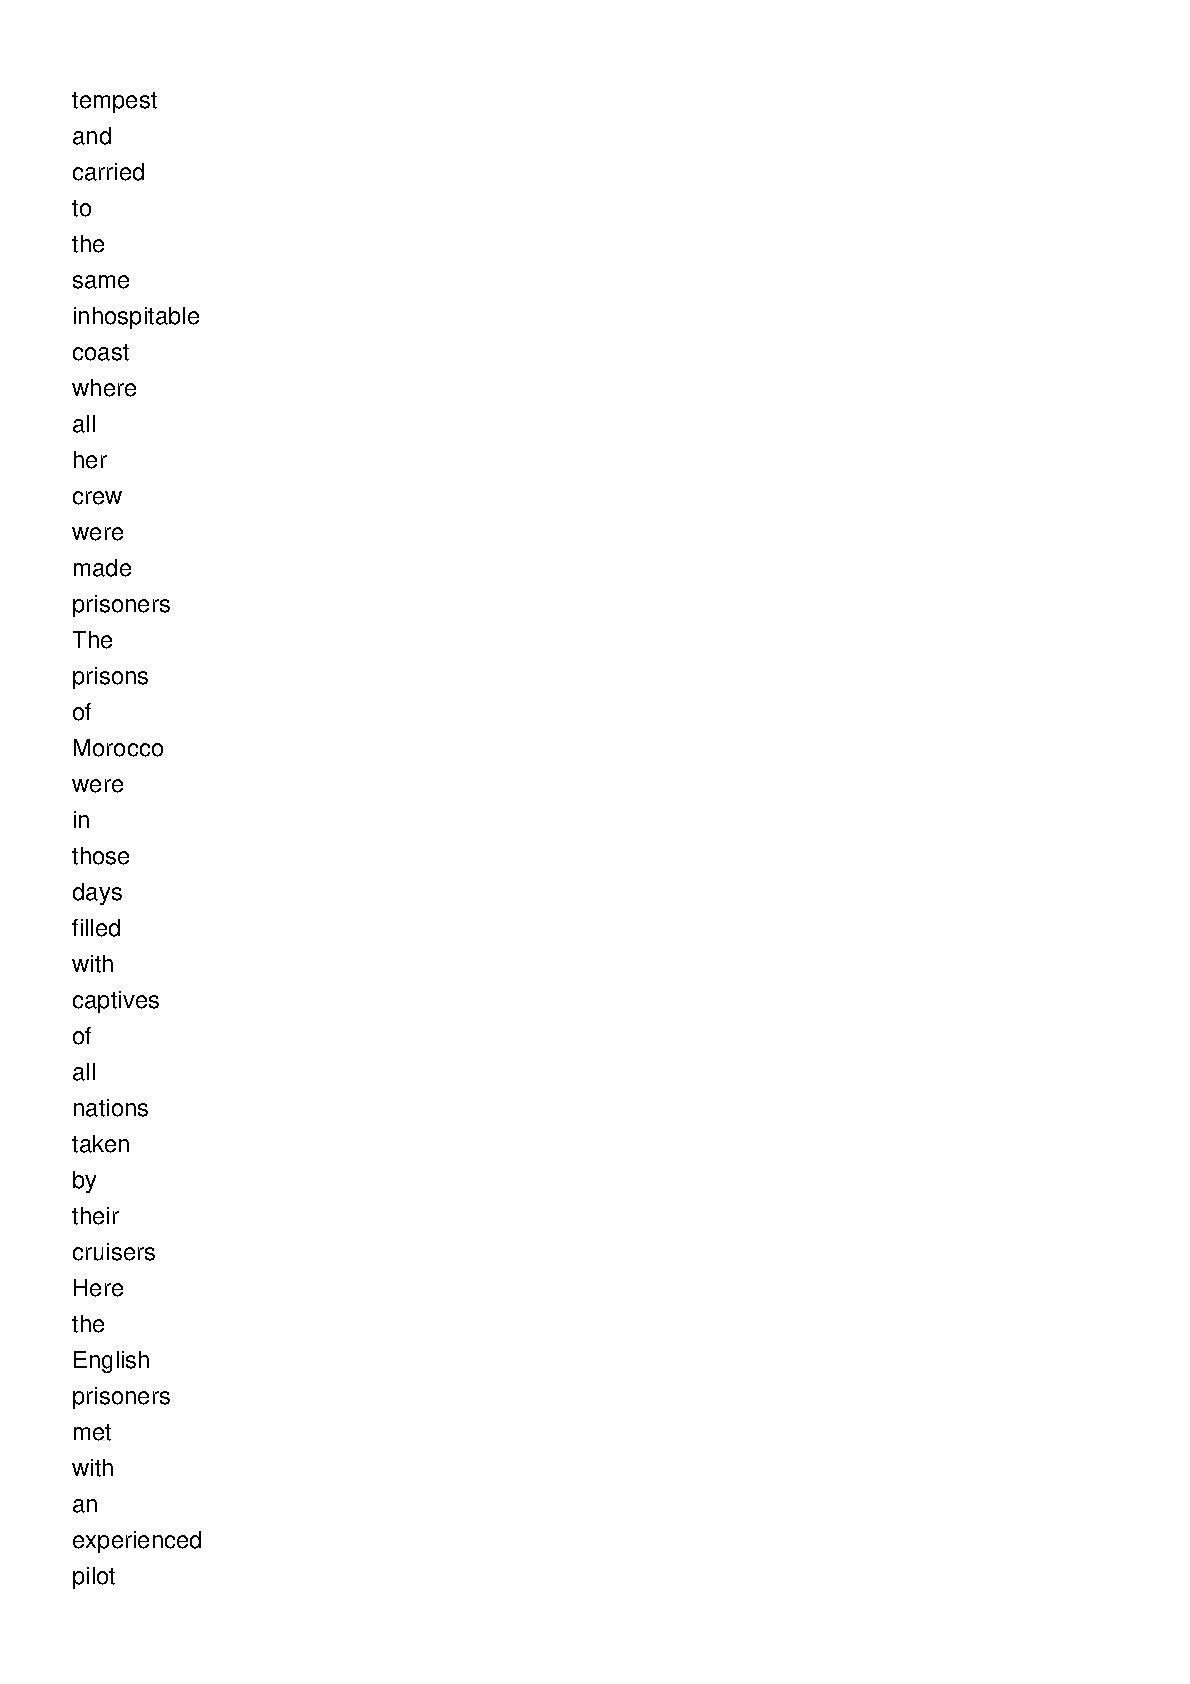 tempest
and
carried
to
the
same
inhospitable
coast
where
all
her
crew
were
made
prisoners
The
prisons
of
Morocco
were
in
those
days
filled
with
captives
of
all
nations
taken
by
their
cruisers
Here
the
English
prisoners
met
with
an
experienced
pilot